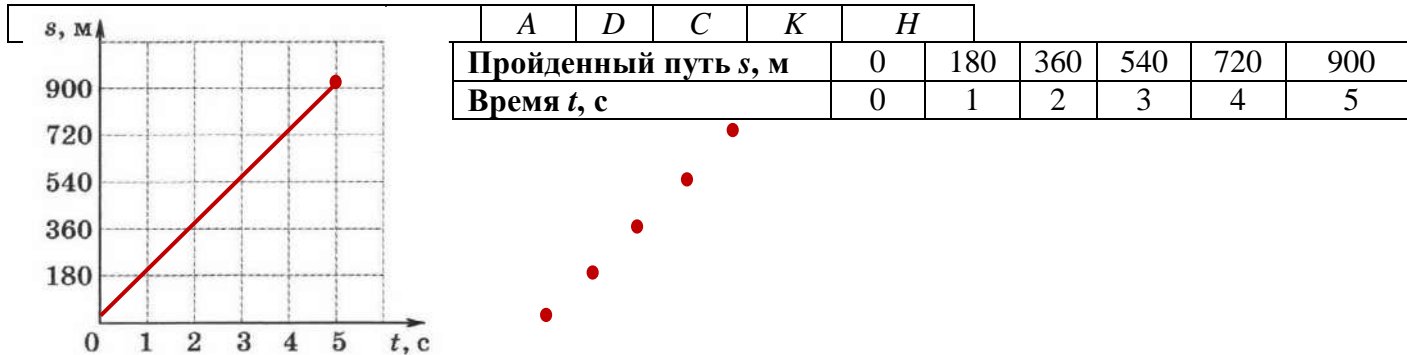 A D C K H
Пройденный путь s, м 0 180 360 540 720 900
Время t, с 0 1 2 3 4 5
s, м
900
720
540
360
180
0 1 2 3 4 5 t, с